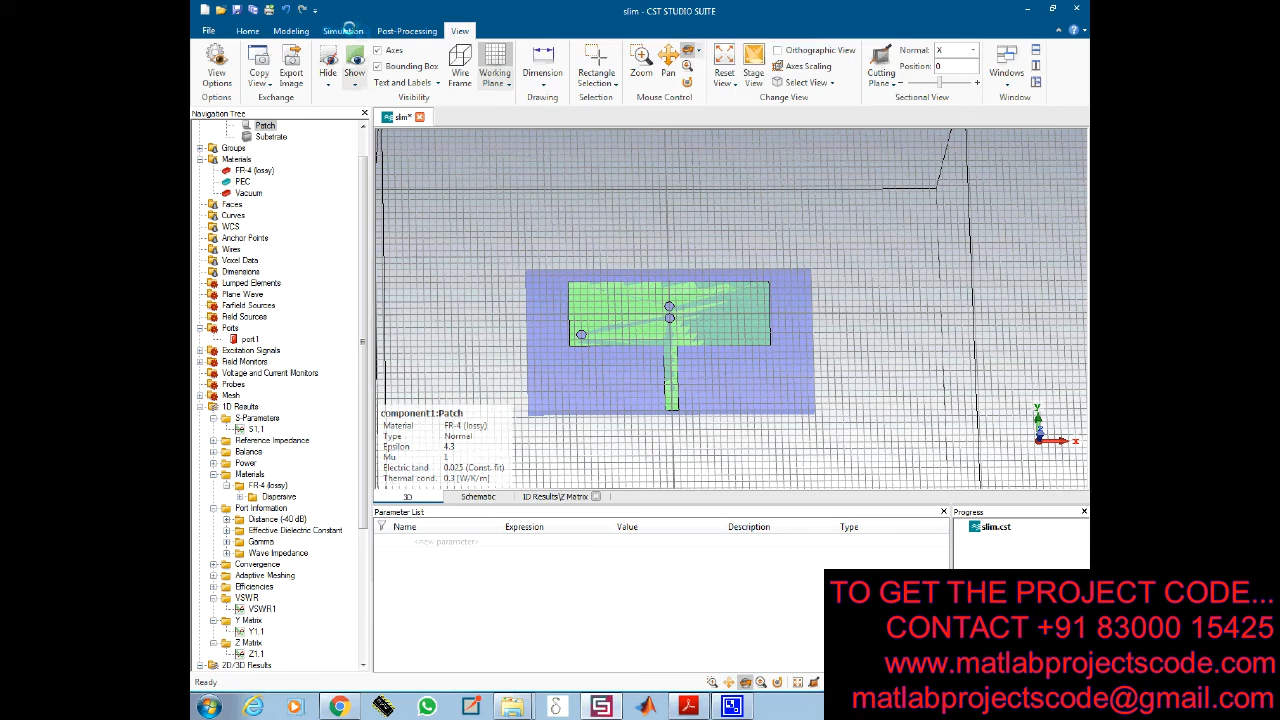 slim - CST STUDIO SUITE
File Home Modeling Simulation Post-Processing View
View Options
Copy View
Export Image
Hide Show
Axes
Bounding Box
Text and Labels
Wire Frame
Working Plane
Dimension
Rectangle Selection
Zoom Pan
Reset View
Stage View
Orthographic View
Axes Scaling
Select View
Cutting Plane
Normal: X
Position: 0
Windows
Options Exchange Visibility Drawing Selection Mouse Control Change View Sectional View Window
Navigation Tree
slim*
Patch
Substrate
Groups
Materials
FR-4 (lossy)
PEC
Vacuum
Faces
Curves
WCS
Anchor Points
Wires
Voxel Data
Dimensions
Lumped Elements
Plane Wave
Farfield Sources
Field Sources
Ports
port1
Excitation Signals
Field Monitors
Voltage and Current Monitors
Probes
Mesh
1D Results
S-Parameters
S1,1
Reference Impedance
Balance
Power
Materials
FR-4 (lossy)
Dispersive
Port Information
Distance (-40 dB)
Effective Dielectric Constant
Gamma
Wave Impedance
Convergence
Adaptive Meshing
Efficiencies
VSWR
VSWR1
Y Matrix
Y1,1
Z Matrix
Z1,1
2D/3D Results
component1:Patch
Material FR-4 (lossy)
Type Normal
Epsilon 4.3
Mu 1
Electric tand 0.025 (Const. fit)
Thermal cond. 0.3 [W/K/m]
Y
x
3D Schematic 1D Results\Z Matrix
Parameter List
Progress
Name Expression Value Description Type
<new parameter>
slim.cst
Ready
TO GET THE PROJECT CODE...
CONTACT +91 83000 15425
www.matlabprojectscode.com
matlabprojectscode@gmail.com